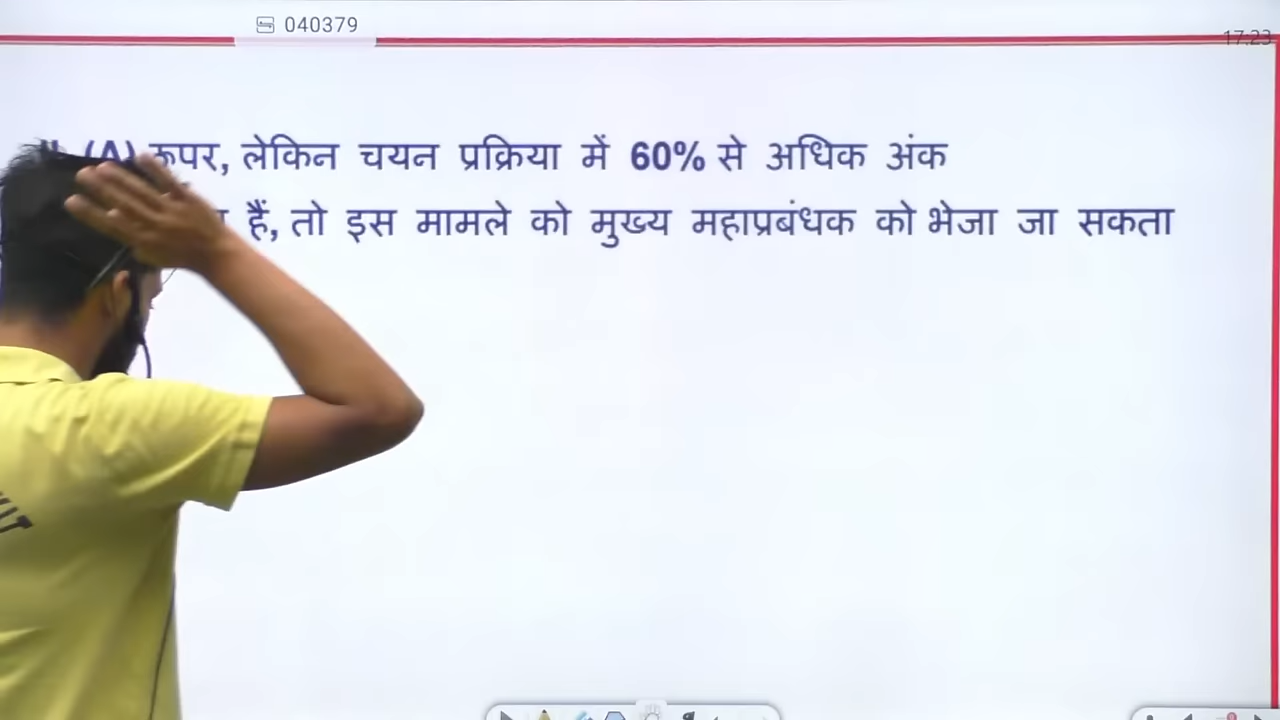 040379
17:23
(A) रूपर, लेकिन चयन प्रक्रिया में 60% से अधिक अंक
हैं, तो इस मामले को मुख्य महाप्रबंधक को भेजा जा सकता